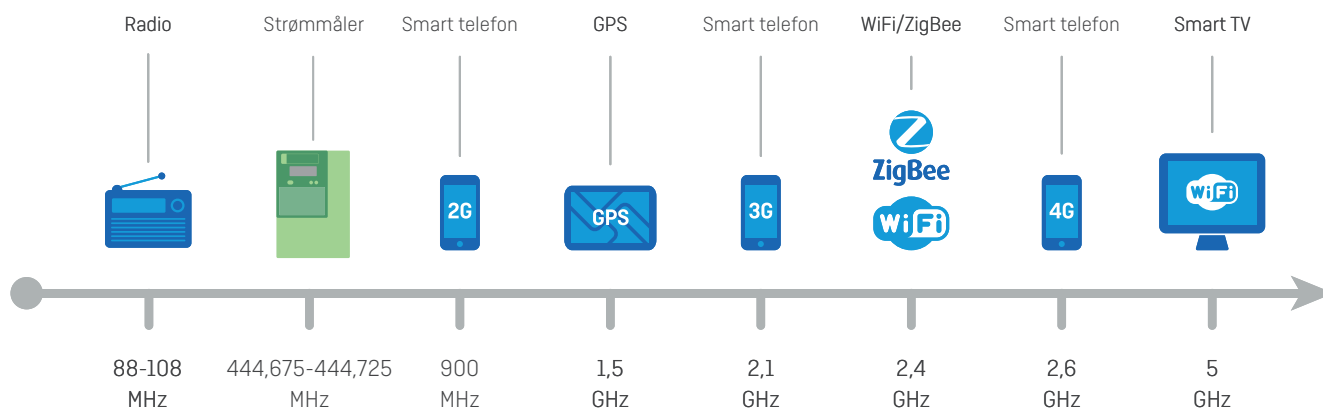 Radio
Strømmåler
Smart telefon
GPS
Smart telefon
WiFi/ZigBee
Smart telefon
Smart TV
2G
GPS
3G
ZigBee
WiFi
4G
WiFi
88-108
MHz
444,675-444,725
MHz
900
MHz
1,5
GHz
2,1
GHz
2,4
GHz
2,6
GHz
5
GHz